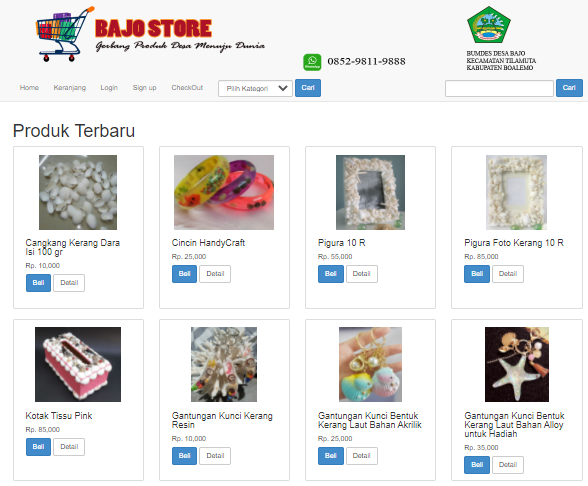 BAJO STORE
Gerbang Produk Desa Menuju Dunia
0852-9811-9888
BUMDES DESA BAJO
KECAMATAN TILAMUTA
KABUPATEN BOALEMO
Home Keranjang Login Sign up CheckOut Pilih Kategori Cari Cari
Produk Terbaru
Cangkang Kerang Dara
Isi 100 gr
Rp. 10,000
Beli Detail
Cincin HandyCraft
Rp. 25,000
Beli Detail
Pigura 10 R
Rp. 55,000
Beli Detail
Pigura Foto Kerang 10 R
Rp. 85,000
Beli Detail
Kotak Tissu Pink
Rp. 85,000
Beli Detail
Gantungan Kunci Kerang
Resin
Rp. 10,000
Beli Detail
Gantungan Kunci Bentuk
Kerang Laut Bahan Akrilik
Rp. 25,000
Beli Detail
Gantungan Kunci Bentuk
Kerang Laut Bahan Alloy
untuk Hadiah
Rp. 35,000
Beli Detail